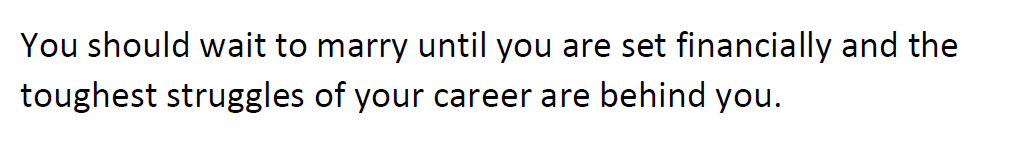 You should wait to marry until you are set financially and the
toughest struggles of your career are behind you.